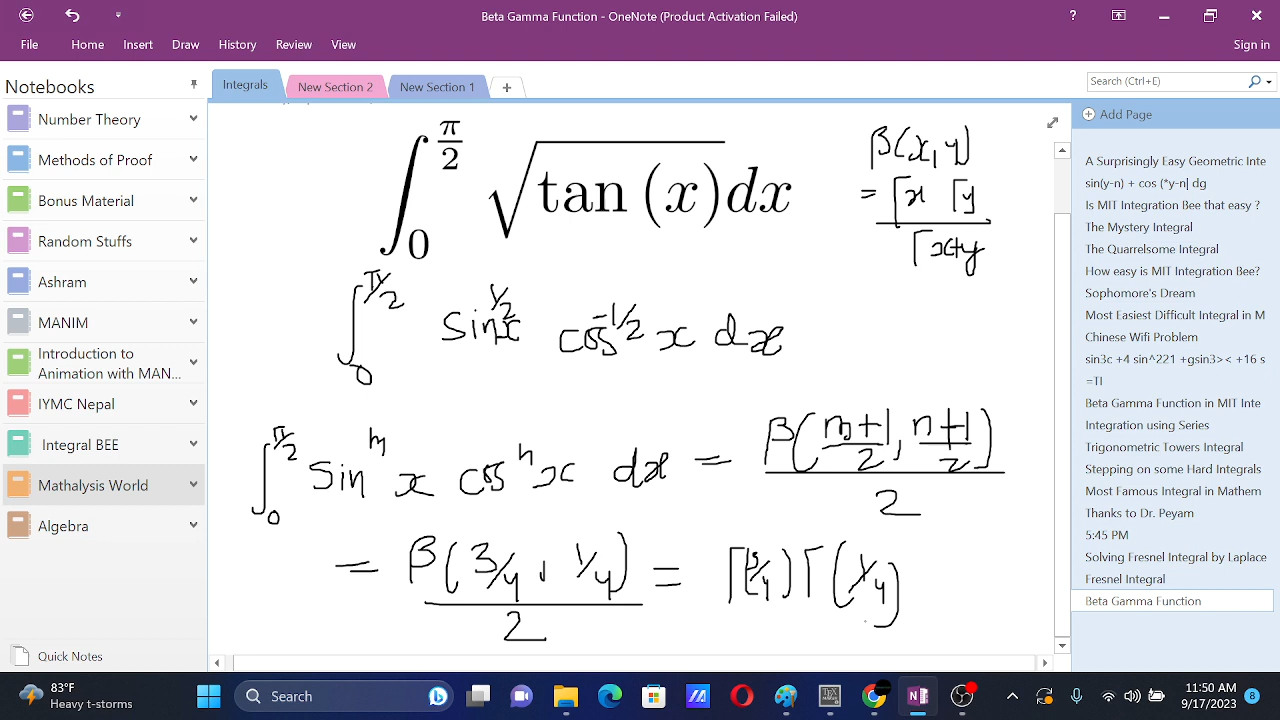 Beta Gamma Function - OneNote (Product Activation Failed)
File Home Insert Draw History Review View
Sign in
Notebooks
Number Theory
Methods of Proof
Bonus Material
Random Stuffs
Ashram
MANIM
Introduction to
Animation with MAN...
IYMC Nepal
Integral BEE
Mathalysis World
Algebra
Quick Notes
Integrals New Section 2 New Section 1 +
∫_0^{π/2} √tan (x) dx
β(x, y)
= Γx Γy
Γx+y
∫_0^{π/2} sin^{1/2} x cos^{-1/2} x dx
∫_0^{π/2} sin^m x cos^n x dx = β(m+1/2, n+1/2)/2
= β(3/4, 1/4)/2 = Γ(3/4) Γ(1/4)
Search (Ctrl+E)
Add Page
A Surprisingly Easy Geometric Inte
sin(y-n) + cos (*y-n| dg
Is MIT Integration Bee that easy ?
The Mystery Integral
The Quarrelsome Integral
How easy is MIT Integration Bee?
Sophomore's Dream
Most Easiest Difficult Integral in M
Chinese Wifi Problem
sin3c +4 sin^221 +gsin3< +16 s
=TI
Beta Gamma Function in MIT Inte
Integration using Series
Trigonometric Towers Integral
Stepping on some Hard Integrals
Most Famous Integral in Mathem
Thanks to Dr. Peyam
5:45 PM
Solving Fresnel Integral by Laplace
Fresnel Integral
Beta Gamma Function
83°F
Heavy t-storm
Search
11:50 AM
5/17/2023
8